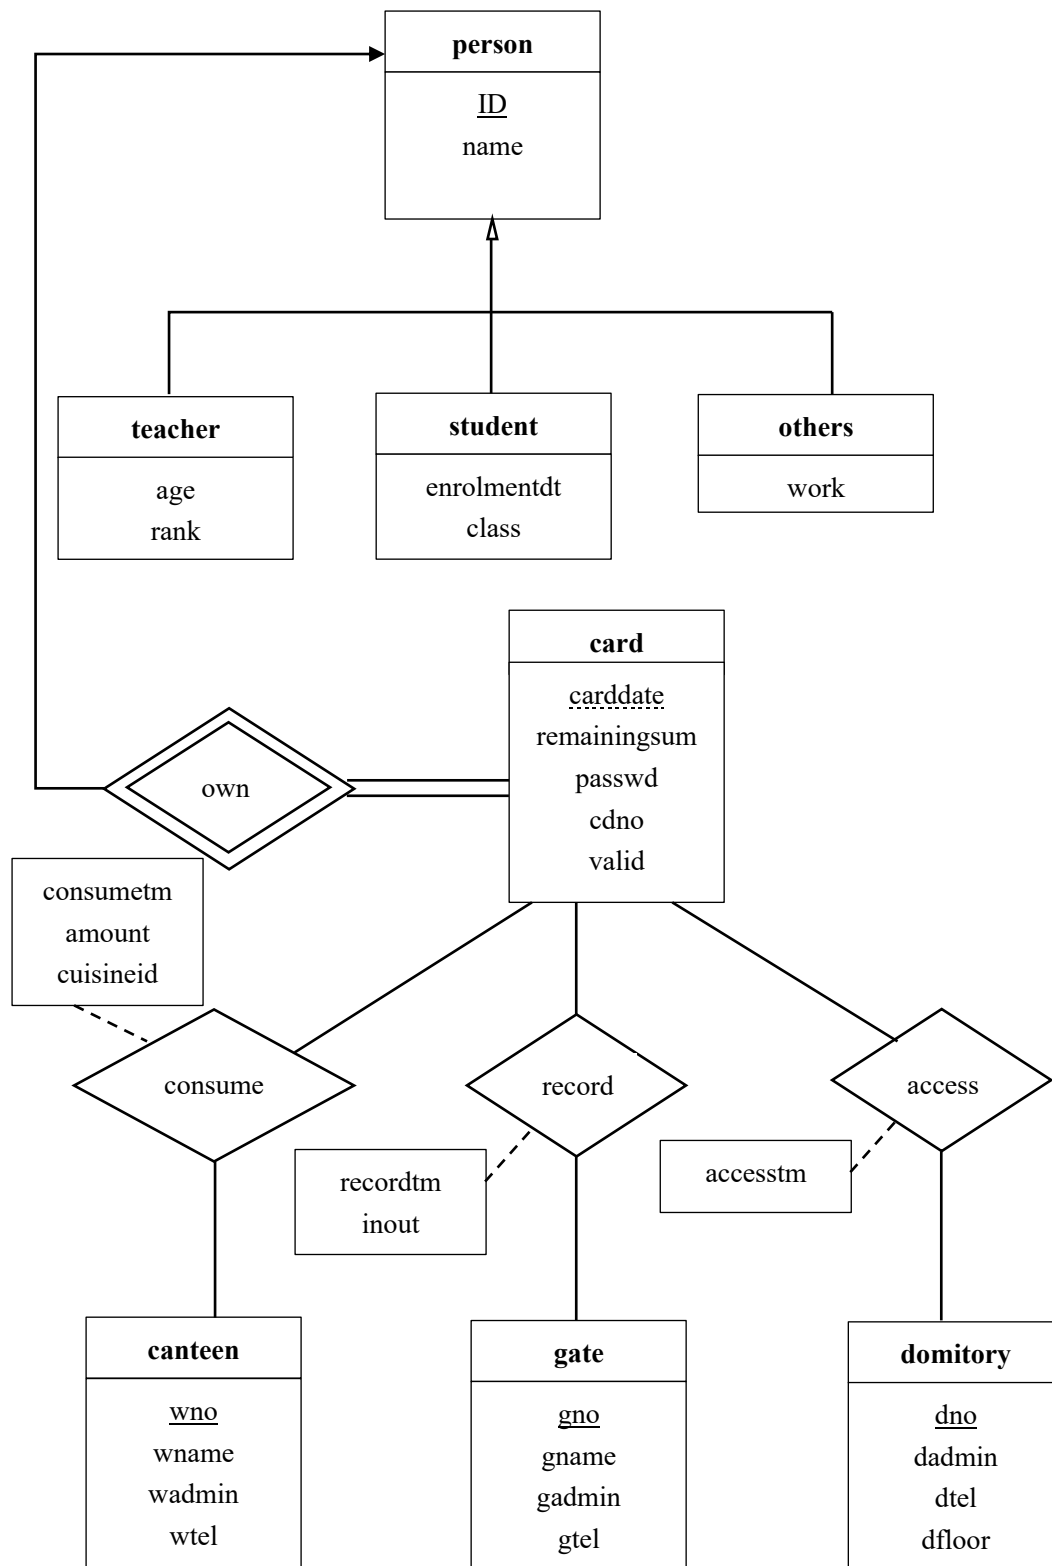 person
ID
name
teacher
age
rank
student
enrolmentdt
class
others
work
card
carddate
remainingsum
passwd
cdno
valid
own
consumetm
amount
cuisineid
consume
record
access
recordtm
inout
accesstm
canteen
wno
wname
wadmin
wtel
gate
gno
gname
gadmin
gtel
domitory
dno
dadmin
dtel
dfloor